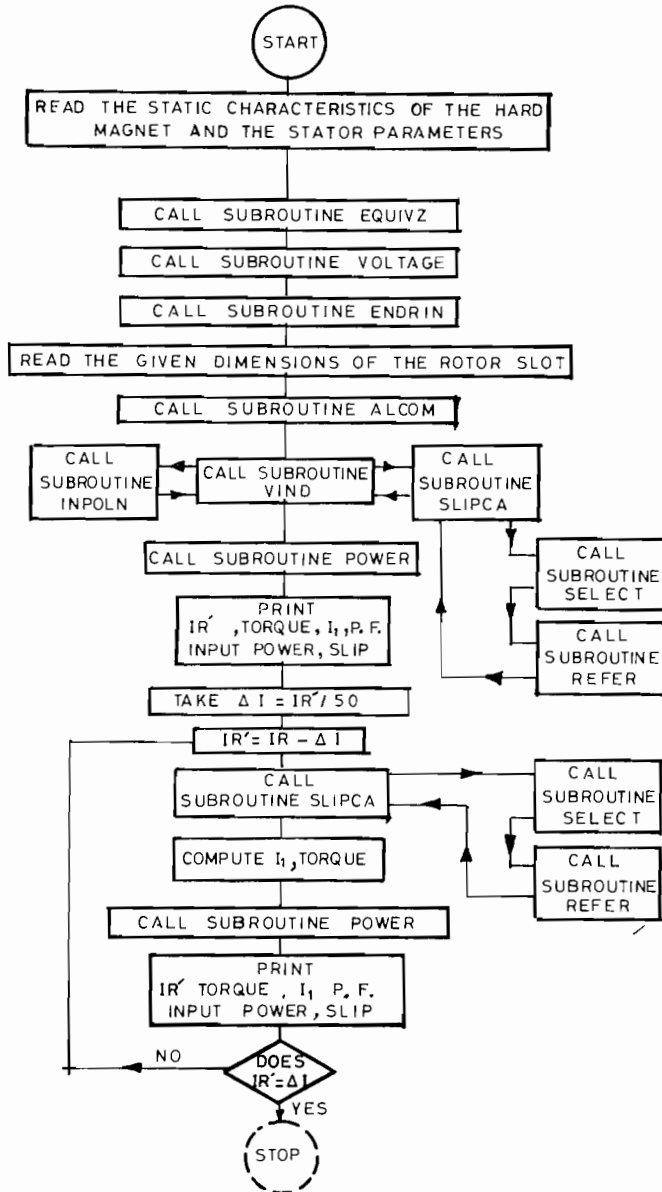 START
READ THE STATIC CHARACTERISTICS OF THE HARD
MAGNET AND THE STATOR PARAMETERS
CALL SUBROUTINE EQUIVZ
CALL SUBROUTINE VOLTAGE
CALL SUBROUTINE ENDRIN
READ THE GIVEN DIMENSIONS OF THE ROTOR SLOT
CALL SUBROUTINE ALCOM
CALL
SUBROUTINE
INPOLN
CALL SUBROUTINE
VIND
CALL
SUBROUTINE
SLIPCA
CALL
SUBROUTINE
SELECT
CALL
SUBROUTINE
REFER
CALL SUBROUTINE POWER
PRINT
IR′ ,TORQUE, I₁,P.F.
INPUT POWER, SLIP
TAKE Δ I = IR′/ 50
IR′= IR – Δ I
CALL
SUBROUTINE SLIPCA
CALL
SUBROUTINE
SELECT
CALL
SUBROUTINE
REFER
COMPUTE I₁,TORQUE
CALL SUBROUTINE POWER
PRINT
IR′ TORQUE , I₁ P. F.
INPUT POWER, SLIP
DOES
IR′= Δ I
NO
YES
STOP